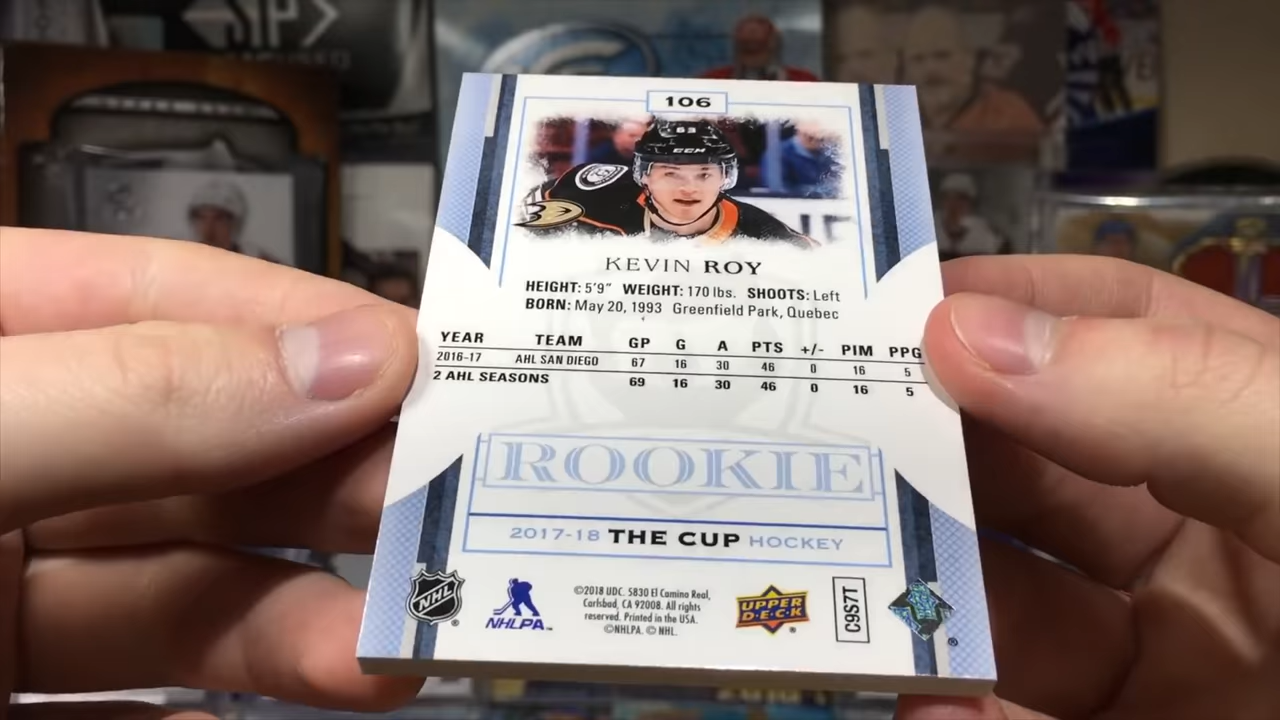 SP
106
63
CCM
KEVIN ROY
HEIGHT: 5'9" WEIGHT: 170 lbs. SHOOTS: Left
BORN: May 20, 1993 Greenfield Park, Quebec
YEAR TEAM GP G A PTS +/- PIM PPG
2016-17 AHL SAN DIEGO 67 16 30 46 0 16 5
2 AHL SEASONS 69 16 30 46 0 16 5
ROOKIE
2017-18 THE CUP HOCKEY
NHL
NHLPA
©2018 UDC. 5830 El Camino Real,
Carlsbad, CA 92008. All rights
reserved. Printed in the USA.
©NHLPA. © NHL.
UPPER
DECK
C9S7T